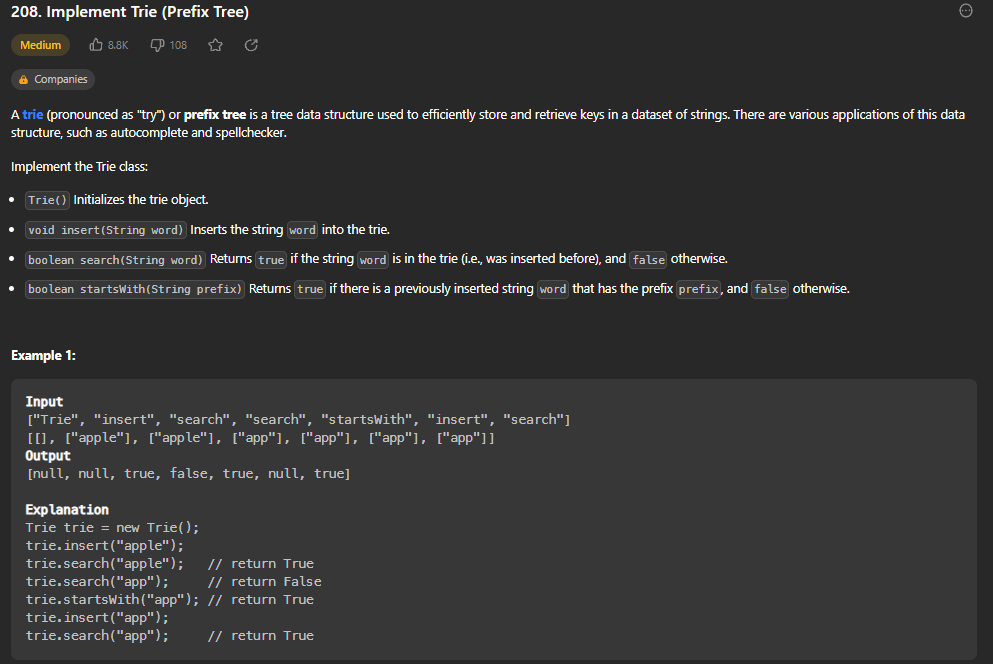 208. Implement Trie (Prefix Tree)
Medium 8.8K 108
Companies
A trie (pronounced as "try") or prefix tree is a tree data structure used to efficiently store and retrieve keys in a dataset of strings. There are various applications of this data
structure, such as autocomplete and spellchecker.
Implement the Trie class:
• Trie() Initializes the trie object.
• void insert(String word) Inserts the string word into the trie.
• boolean search(String word) Returns true if the string word is in the trie (i.e., was inserted before), and false otherwise.
• boolean startsWith(String prefix) Returns true if there is a previously inserted string word that has the prefix prefix, and false otherwise.
Example 1:
Input
["Trie", "insert", "search", "search", "startsWith", "insert", "search"]
[[], ["apple"], ["apple"], ["app"], ["app"], ["app"], ["app"]]
Output
[null, null, true, false, true, null, true]
Explanation
Trie trie = new Trie();
trie.insert("apple");
trie.search("apple");   // return True
trie.search("app");     // return False
trie.startsWith("app"); // return True
trie.insert("app");
trie.search("app");     // return True